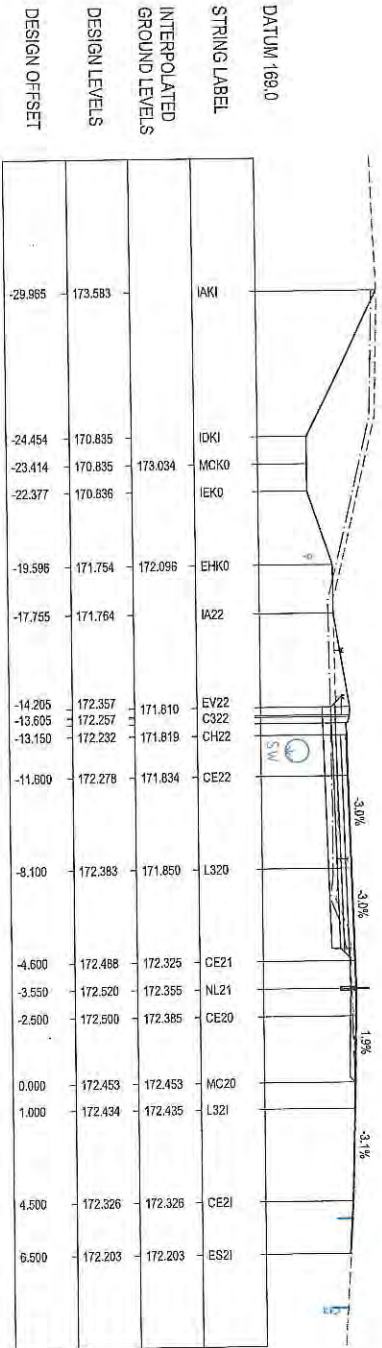 -3.0%
-3.0%
1.9%
-3.1%
SW
DATUM 169.0
STRING LABEL IAKI IDKI MCK0 IEK0 EHK0 IA22 EV22 C322 CH22 CE22 L320 CE21 NL21 CE20 MC20 L32I CE2I ES2I
INTERPOLATED
GROUND LEVELS 173.034 172.096 171.810 171.819 171.834 171.850 172.325 172.355 172.385 172.453 172.435 172.326 172.203
DESIGN LEVELS 173.583 170.835 170.835 170.836 171.754 171.764 172.357 172.257 172.232 172.278 172.383 172.488 172.520 172.500 172.453 172.434 172.326 172.203
DESIGN OFFSET -29.965 -24.454 -23.414 -22.377 -19.596 -17.755 -14.205 -13.605 -13.150 -11.600 -8.100 -4.600 -3.550 -2.500 0.000 1.000 4.500 6.500